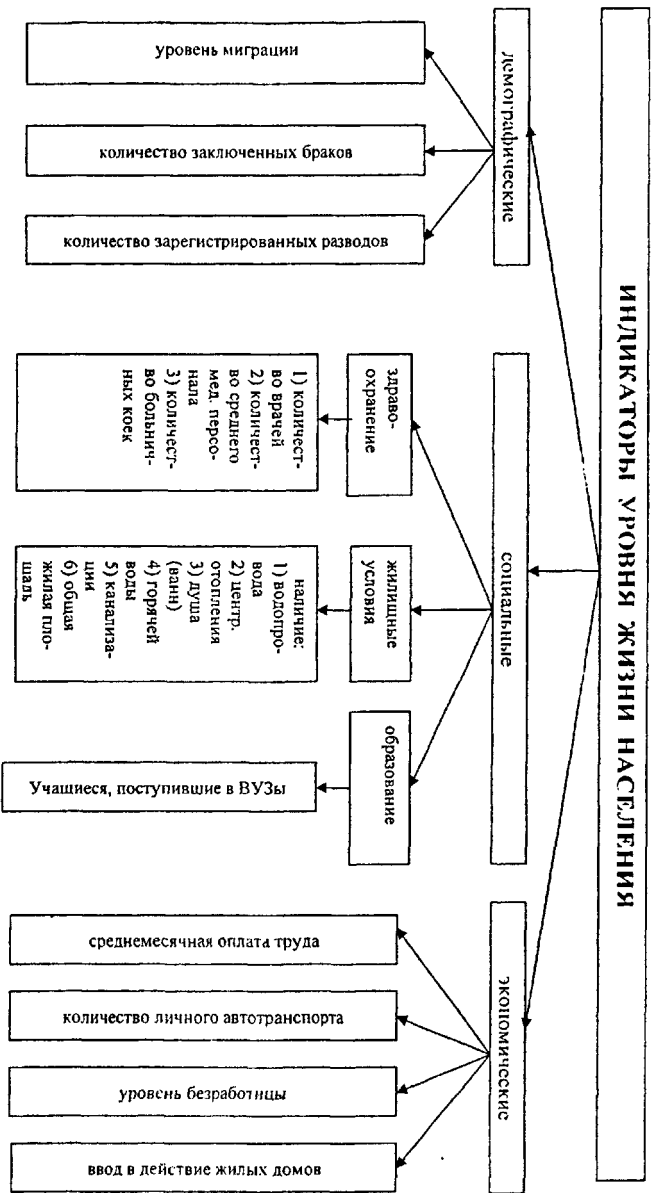 ИНДИКАТОРЫ УРОВНЯ ЖИЗНИ НАСЕЛЕНИЯ
демографические
уровень миграции
количество заключенных браков
количество зарегистрированных разводов
социальные
здраво-
охранение
1) количест-
во врачей
2) количест-
во среднего
мед. персо-
нала
3) количест-
во больнич-
ных коек
жилищные
условия
наличие:
1) водопро-
вода
2) центр.
отопления
3) душа
(ванн)
4) горячей
воды
5) канализа-
ции
6) общая
жилая пло-
шаль
образование
Учащиеся, поступившие в ВУЗы
экономические
среднемесячная оплата труда
количество личного автотранспорта
уровень безработицы
ввод в действие жилых домов